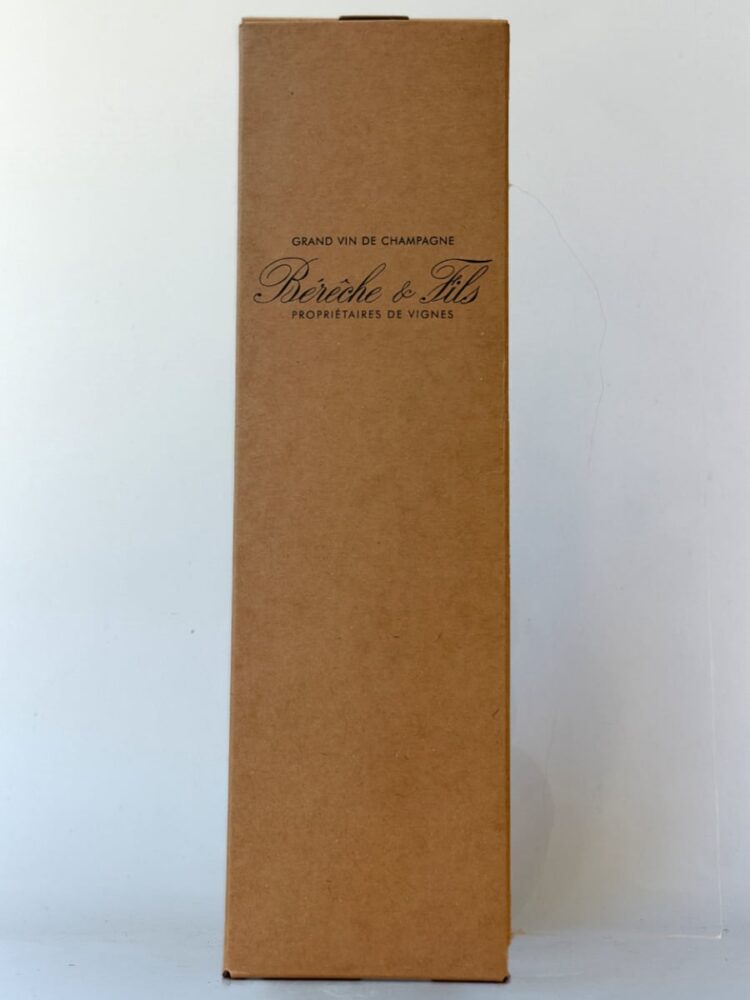 GRAND VIN DE CHAMPAGNE
Bérêche & Fils
PROPRIÉTAIRES DE VIGNES